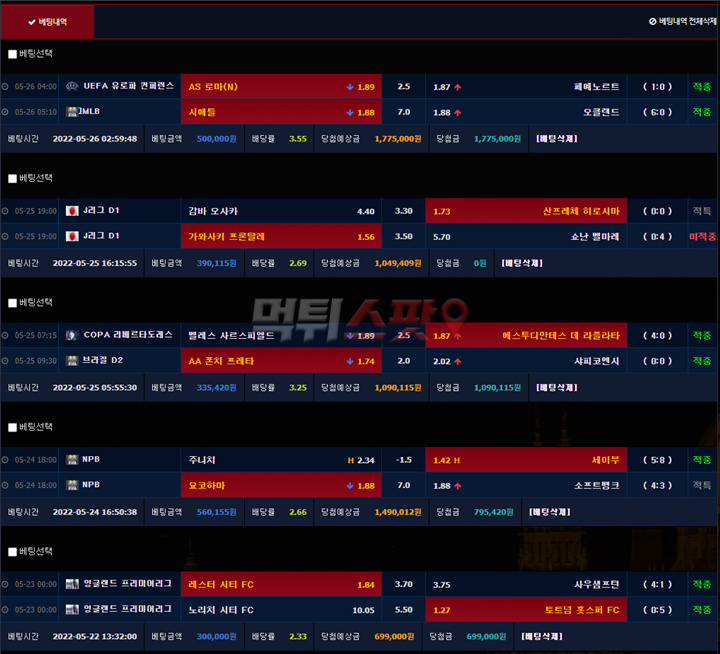 ✔ 베팅내역 ⊘ 베팅내역 전체삭제
베팅선택
05-26 04:00 UEFA 유로파 컨퍼런스 AS 로마(N) ↓ 1.89 2.5 1.87 ↑ 페예노르트 ( 1:0 ) 적중
05-26 05:10 MLB 시애틀 ↓ 1.88 7.0 1.88 ↑ 오클랜드 ( 6:0 ) 적중
베팅시간 2022-05-26 02:59:48 베팅금액 500,000원 배당률 3.55 당첨예상금 1,775,000원 당첨금 1,775,000원 [베팅삭제]
베팅선택
05-25 19:00 J리그 D1 감바 오사카 4.40 3.30 1.73 산프레체 히로시마 ( 0:0 ) 적특
05-25 19:00 J리그 D1 가와사키 프론탈레 1.56 3.50 5.70 쇼난 벨마레 ( 0:4 ) 미적중
베팅시간 2022-05-25 16:15:55 베팅금액 390,115원 배당률 2.69 당첨예상금 1,049,409원 당첨금 0원 [베팅삭제]
먹튀스팟
베팅선택
05-25 07:15 COPA 리베르타도레스 벨레스 사르스피엘드 ↓ 1.89 2.5 1.87 ↑ 에스투디안테스 데 라플라타 ( 4:0 ) 적중
05-25 09:30 브라질 D2 AA 폰치 프레타 ↓ 1.74 2.0 2.02 ↑ 샤피코엔시 ( 0:0 ) 적중
베팅시간 2022-05-25 05:55:30 베팅금액 335,420원 배당률 3.25 당첨예상금 1,090,115원 당첨금 1,090,115원 [베팅삭제]
베팅선택
05-24 18:00 NPB 주니치 H 2.34 -1.5 1.42 H 세이부 ( 5:8 ) 적중
05-24 18:00 NPB 요코하마 ↓ 1.88 7.0 1.88 ↑ 소프트뱅크 ( 4:3 ) 적특
베팅시간 2022-05-24 16:50:38 베팅금액 560,155원 배당률 2.66 당첨예상금 1,490,012원 당첨금 795,420원 [베팅삭제]
베팅선택
05-23 00:00 잉글랜드 프리미어리그 레스터 시티 FC 1.84 3.70 3.75 사우샘프턴 ( 4:1 ) 적중
05-23 00:00 잉글랜드 프리미어리그 노리치 시티 FC 10.05 5.50 1.27 토트넘 홋스퍼 FC ( 0:5 ) 적중
베팅시간 2022-05-22 13:32:00 베팅금액 300,000원 배당률 2.33 당첨예상금 699,000원 당첨금 699,000원 [베팅삭제]